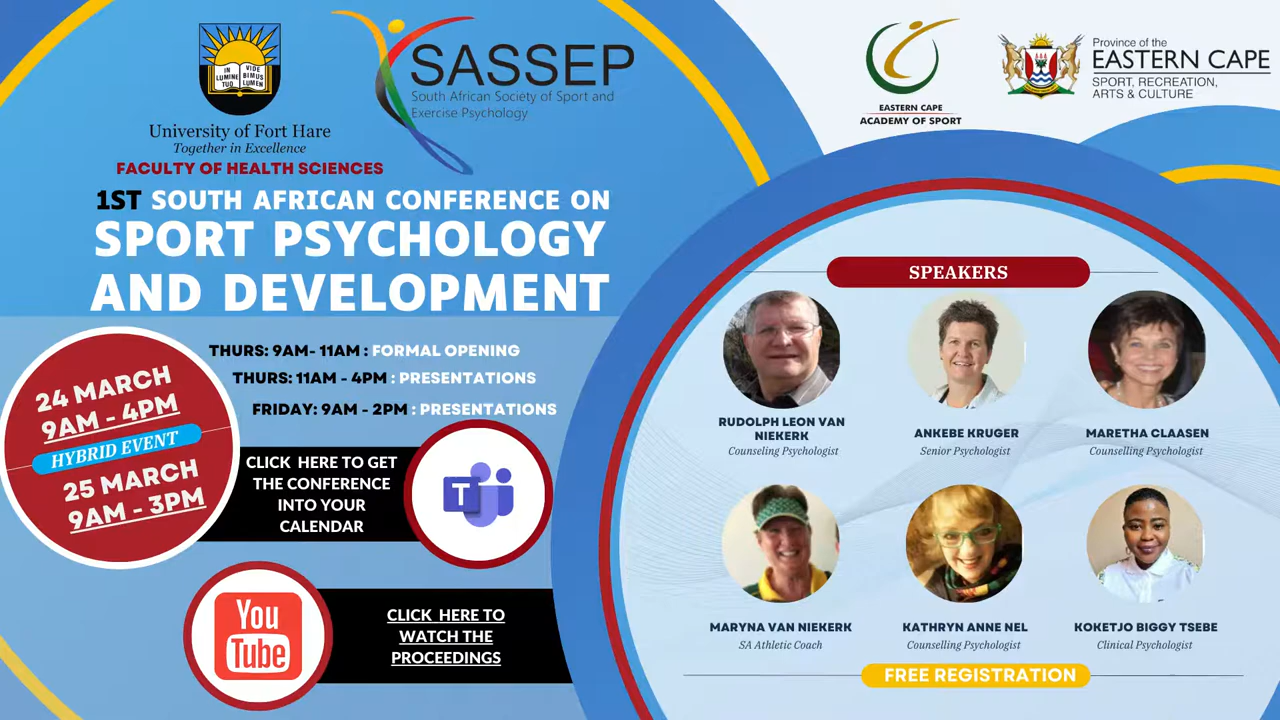 IN
LUMINE
TUO
VIDE
BIMUS
LUMEN
University of Fort Hare
Together in Excellence
FACULTY OF HEALTH SCIENCES
SASSEP
South African Society of Sport and
Exercise Psychology
EASTERN CAPE
ACADEMY OF SPORT
Province of the
EASTERN CAPE
SPORT, RECREATION,
ARTS & CULTURE
1ST SOUTH AFRICAN CONFERENCE ON
SPORT PSYCHOLOGY
AND DEVELOPMENT
THURS: 9AM- 11AM : FORMAL OPENING
THURS: 11AM - 4PM : PRESENTATIONS
FRIDAY: 9AM - 2PM : PRESENTATIONS
24 MARCH
9AM - 4PM
HYBRID EVENT
25 MARCH
9AM - 3PM
CLICK HERE TO GET
THE CONFERENCE
INTO YOUR
CALENDAR
T
You
Tube
CLICK HERE TO
WATCH THE
PROCEEDINGS
SPEAKERS
RUDOLPH LEON VAN
NIEKERK
Counseling Psychologist
ANKEBE KRUGER
Senior Psychologist
MARETHA CLAASEN
Counselling Psychologist
MARYNA VAN NIEKERK
SA Athletic Coach
KATHRYN ANNE NEL
Counselling Psychologist
KOKETJO BIGGY TSEBE
Clinical Psychologist
FREE REGISTRATION